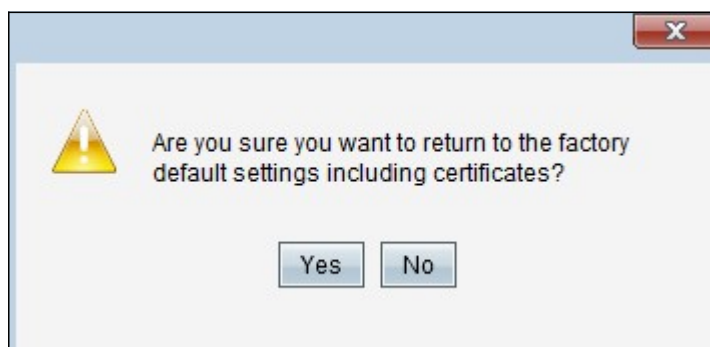 Are you sure you want to return to the factory
default settings including certificates?
Yes No